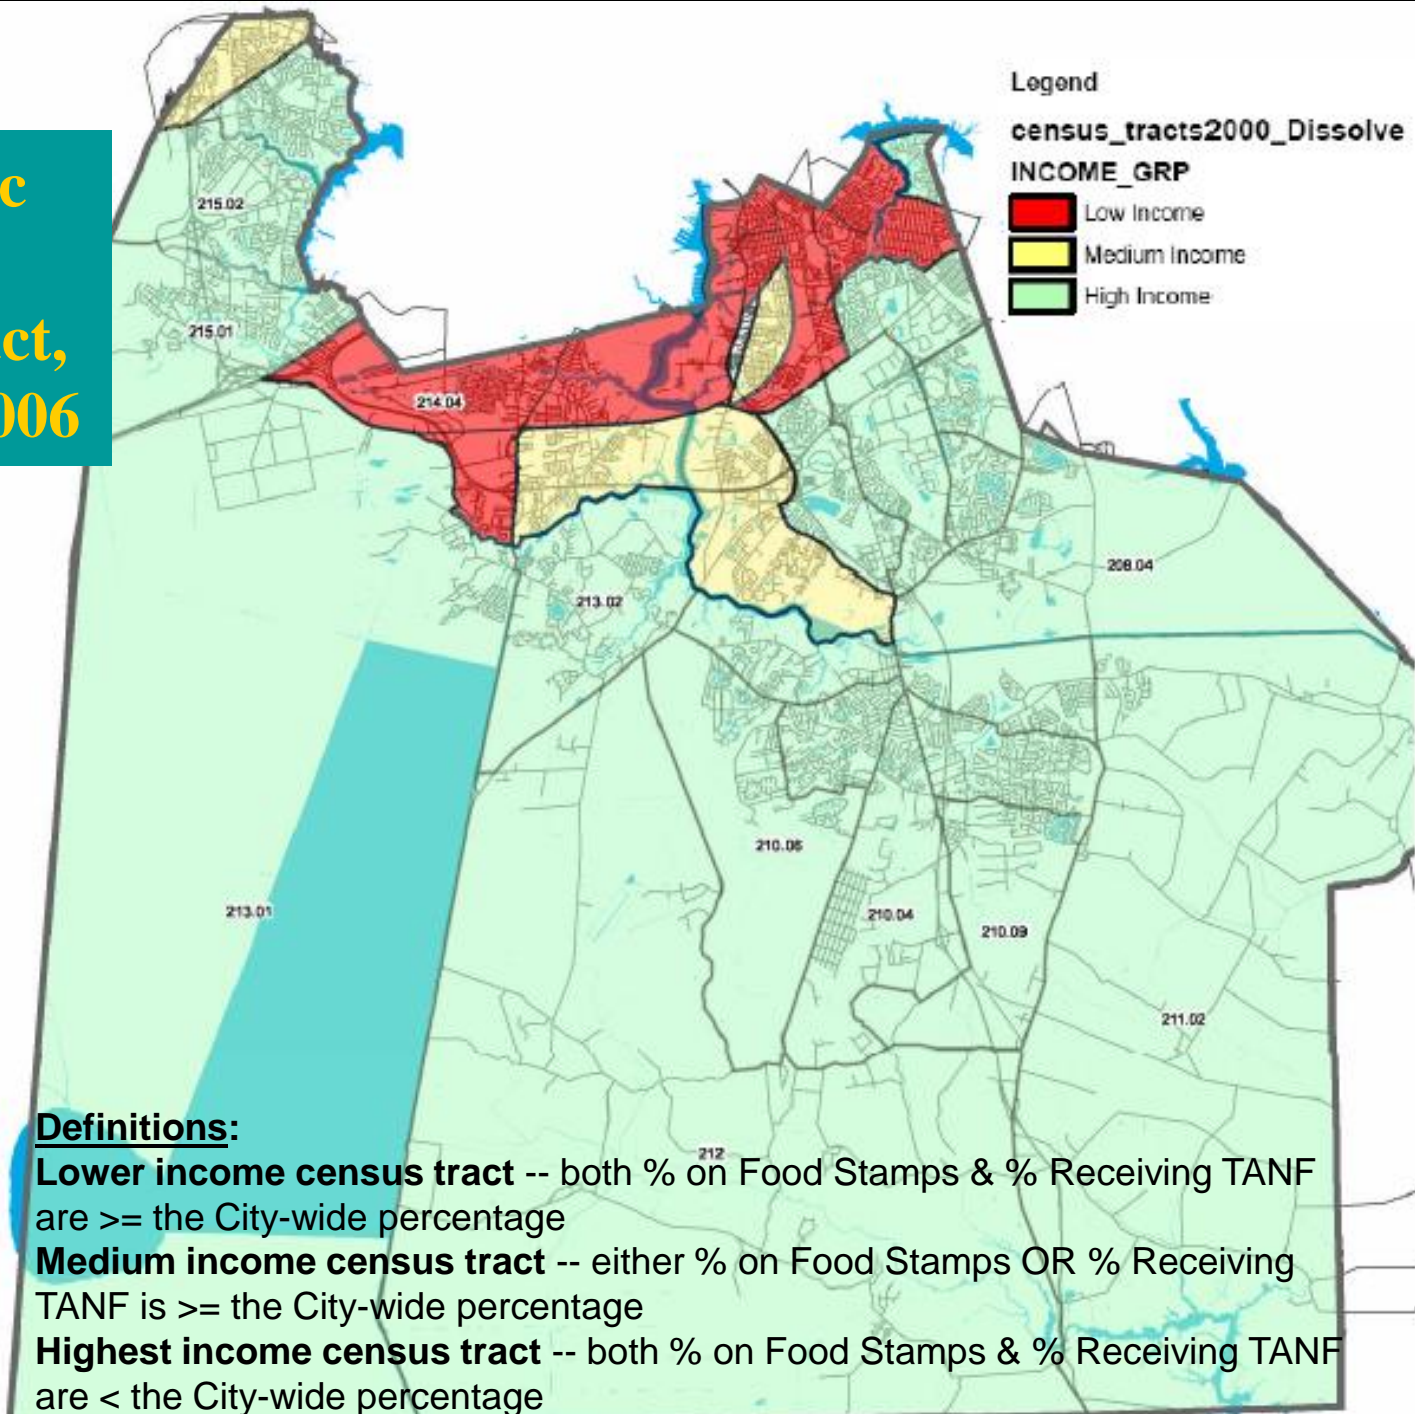 c
ct,
006
Legend
census_tracts2000_Dissolve
INCOME_GRP
Low Income
Medium Income
High Income
215.02
215.01
214.04
213.02
208.04
210.06
213.01
210.04
210.09
211.02
212
Definitions:
Lower income census tract -- both % on Food Stamps & % Receiving TANF
are >= the City-wide percentage
Medium income census tract -- either % on Food Stamps OR % Receiving
TANF is >= the City-wide percentage
Highest income census tract -- both % on Food Stamps & % Receiving TANF
are < the City-wide percentage